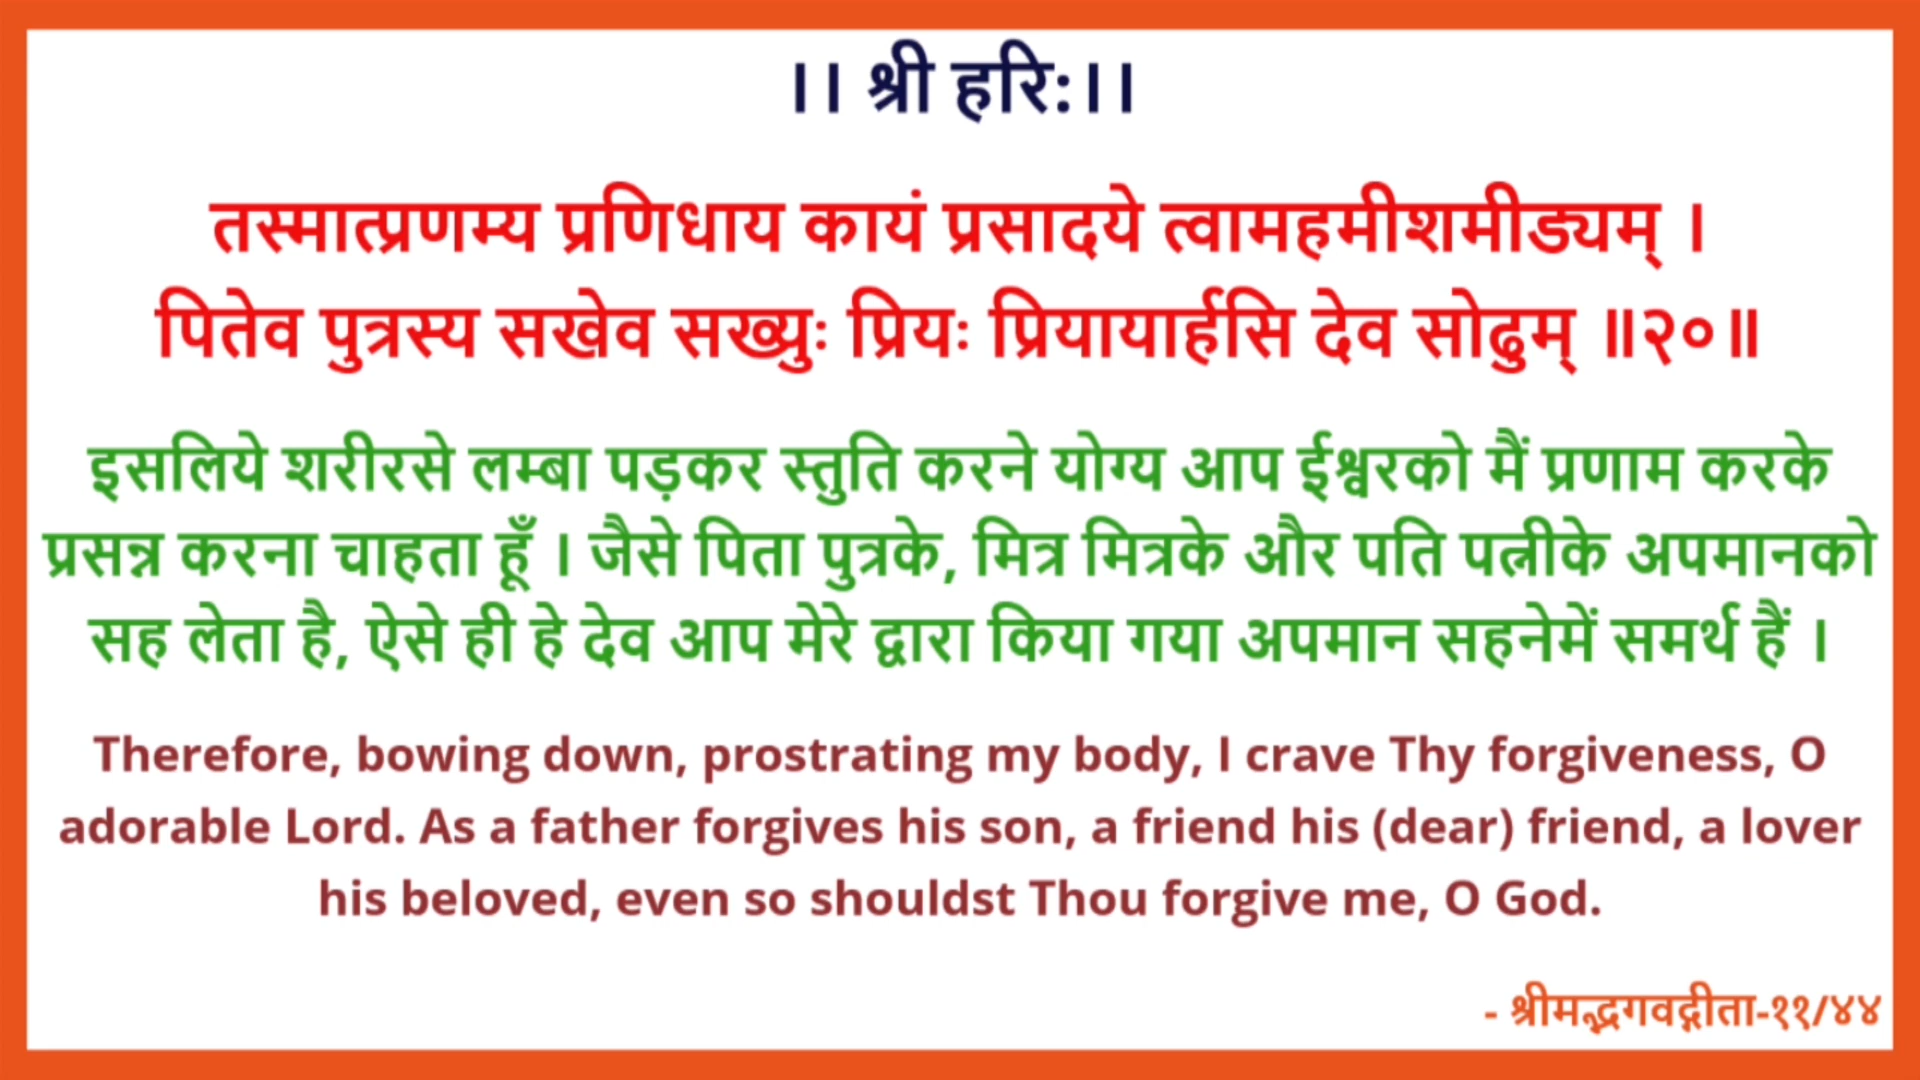 ।। श्री हरि:।।
तस्मात्प्रणम्य प्रणिधाय कायं प्रसादये त्वामहमीशमीड्यम् ।
पितेव पुत्रस्य सखेव सख्युः प्रियः प्रियायार्हसि देव सोढुम् ॥२०॥
इसलिये शरीरसे लम्बा पड़कर स्तुति करने योग्य आप ईश्वरको मैं प्रणाम करके
प्रसन्न करना चाहता हूँ । जैसे पिता पुत्रके, मित्र मित्रके और पति पत्नीके अपमानको
सह लेता है, ऐसे ही हे देव आप मेरे द्वारा किया गया अपमान सहनेमें समर्थ हैं ।
Therefore, bowing down, prostrating my body, I crave Thy forgiveness, O
adorable Lord. As a father forgives his son, a friend his (dear) friend, a lover
his beloved, even so shouldst Thou forgive me, O God.
- श्रीमद्भगवद्गीता-११/४४